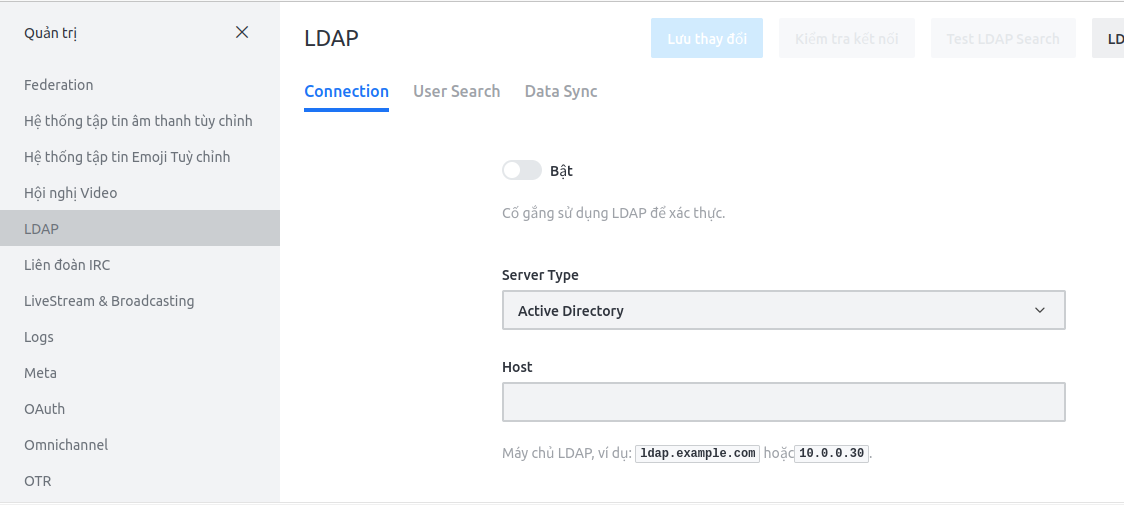 Quản trị
Federation
Hệ thống tập tin âm thanh tùy chỉnh
Hệ thống tập tin Emoji Tuỳ chỉnh
Hội nghị Video
LDAP
Liên đoàn IRC
LiveStream & Broadcasting
Logs
Meta
OAuth
Omnichannel
OTR
LDAP
Lưu thay đổi
Kiểm tra kết nối
Test LDAP Search
LD
Connection User Search Data Sync
Bật
Cố gắng sử dụng LDAP để xác thực.
Server Type
Active Directory
Host
Máy chủ LDAP, ví dụ: ldap.example.com hoặc 10.0.0.30.